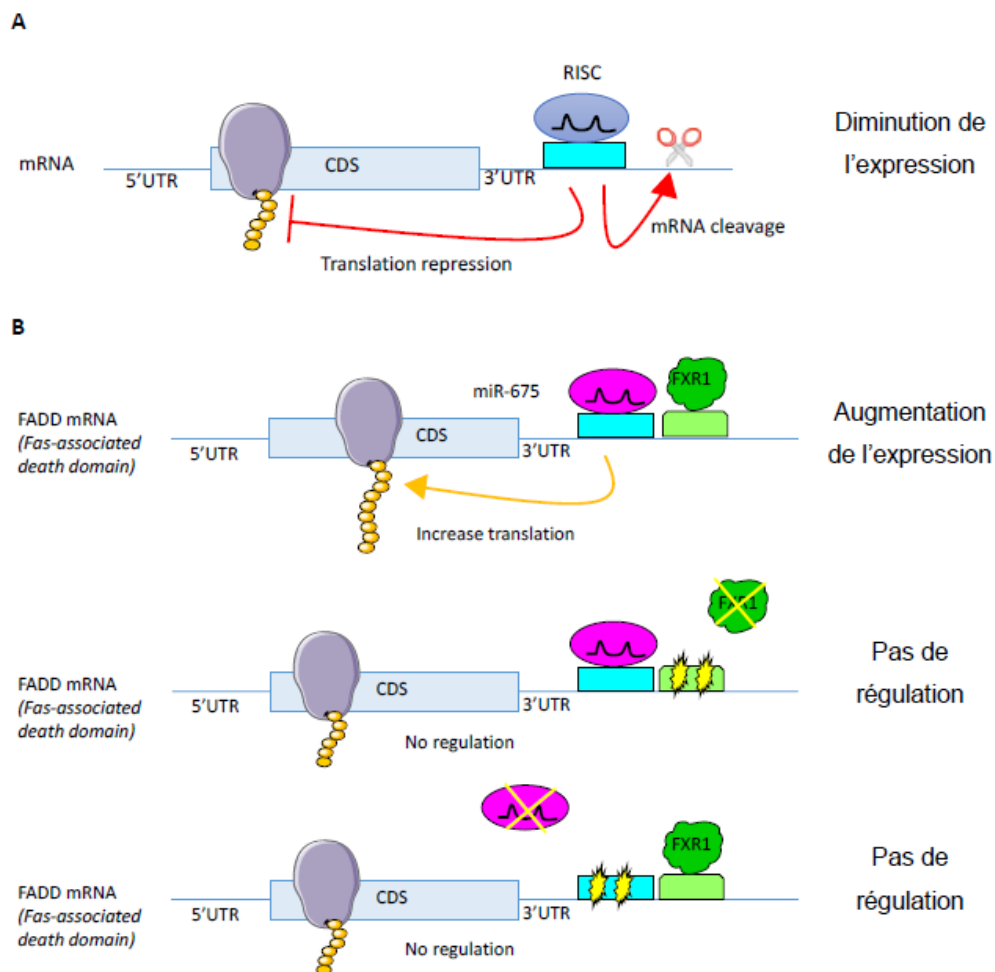 A
RISC
Diminution de
l'expression
mRNA
5'UTR
CDS
3'UTR
mRNA cleavage
Translation repression
B
miR-675
FXR1
FADD mRNA
(Fas-associated
death domain)
5'UTR
CDS
3'UTR
Augmentation
de l'expression
Increase translation
FXR1
FADD mRNA
(Fas-associated
death domain)
5'UTR
CDS
3'UTR
Pas de
régulation
No regulation
FXR1
FADD mRNA
(Fas-associated
death domain)
5'UTR
CDS
3'UTR
Pas de
régulation
No regulation